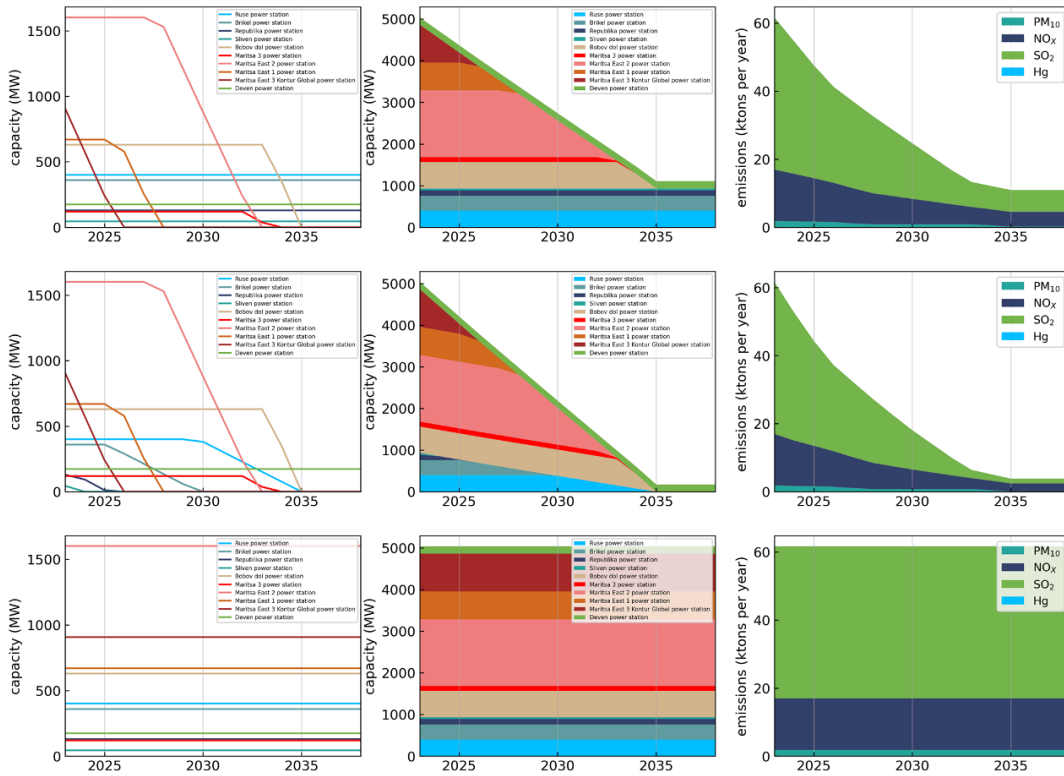 capacity (MW)
1500
1000
500
0
2025
2030
2035
Ruse power station
Brikel power station
Republika power station
Sliven power station
Bobov dol power station
Maritsa 3 power station
Maritsa East 2 power station
Maritsa East 1 power station
Maritsa East 3 Kontur Global power station
Deven power station
capacity (MW)
5000
4000
3000
2000
1000
0
2025
2030
2035
Ruse power station
Brikel power station
Republika power station
Sliven power station
Bobov dol power station
Maritsa 3 power station
Maritsa East 2 power station
Maritsa East 1 power station
Maritsa East 3 Kontur Global power station
Deven power station
emissions (ktons per year)
60
40
20
0
2025
2030
2035
PM₁₀
NOₓ
SO₂
Hg
capacity (MW)
1500
1000
500
0
2025
2030
2035
Ruse power station
Brikel power station
Republika power station
Sliven power station
Bobov dol power station
Maritsa 3 power station
Maritsa East 2 power station
Maritsa East 1 power station
Maritsa East 3 Kontur Global power station
Deven power station
capacity (MW)
5000
4000
3000
2000
1000
0
2025
2030
2035
Ruse power station
Brikel power station
Republika power station
Sliven power station
Bobov dol power station
Maritsa 3 power station
Maritsa East 2 power station
Maritsa East 1 power station
Maritsa East 3 Kontur Global power station
Deven power station
emissions (ktons per year)
60
40
20
0
2025
2030
2035
PM₁₀
NOₓ
SO₂
Hg
capacity (MW)
1500
1000
500
0
2025
2030
2035
Ruse power station
Brikel power station
Republika power station
Sliven power station
Bobov dol power station
Maritsa 3 power station
Maritsa East 2 power station
Maritsa East 1 power station
Maritsa East 3 Kontur Global power station
Deven power station
capacity (MW)
5000
4000
3000
2000
1000
0
2025
2030
2035
Ruse power station
Brikel power station
Republika power station
Sliven power station
Bobov dol power station
Maritsa 3 power station
Maritsa East 2 power station
Maritsa East 1 power station
Maritsa East 3 Kontur Global power station
Deven power station
emissions (ktons per year)
60
40
20
0
2025
2030
2035
PM₁₀
NOₓ
SO₂
Hg